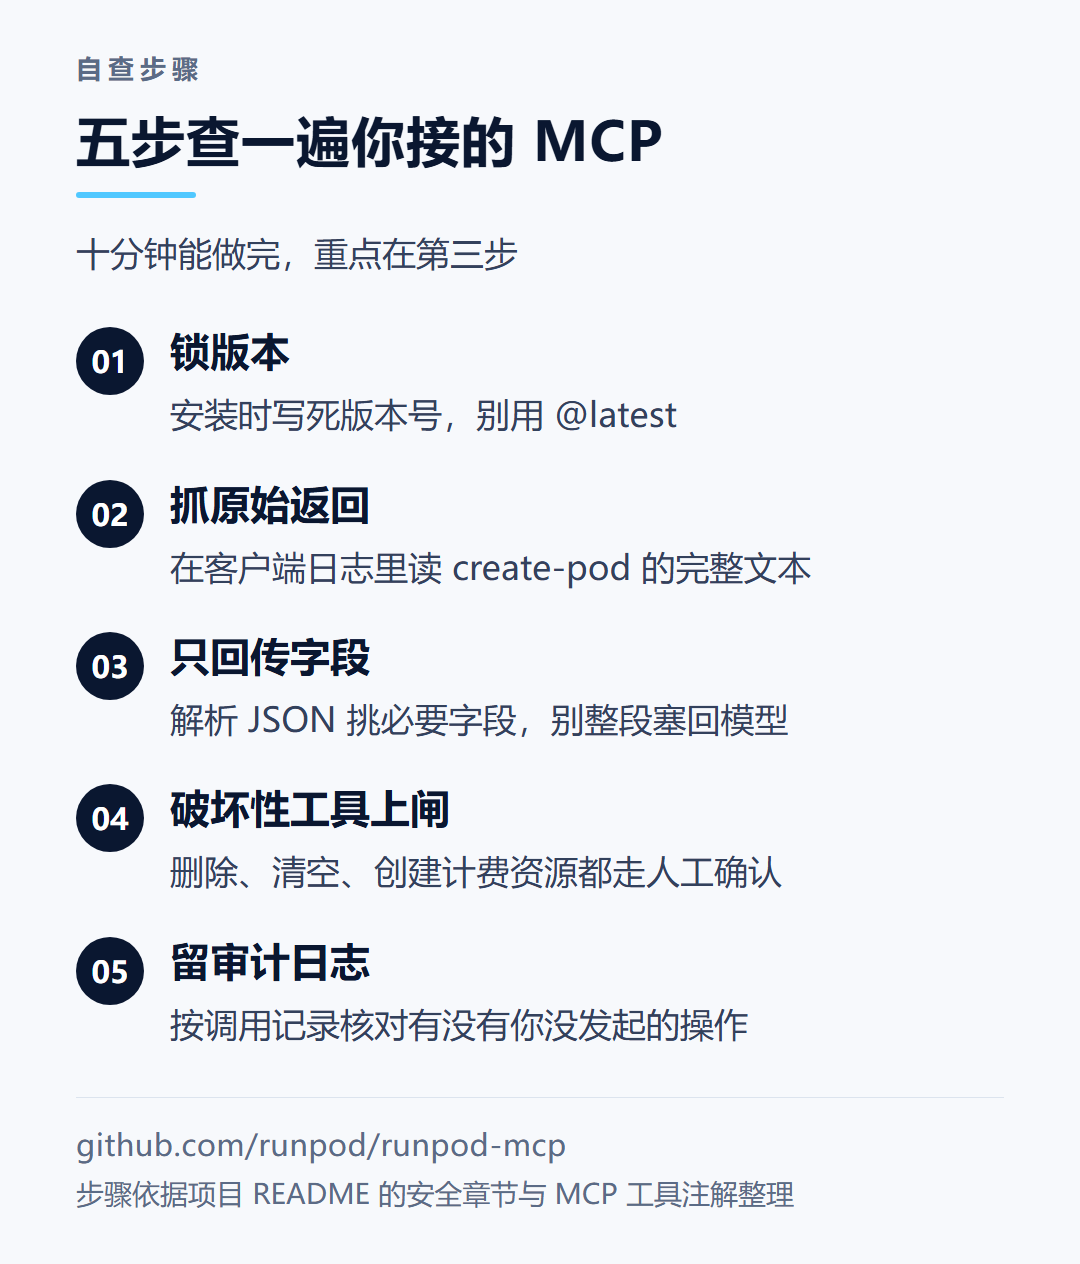 自查步骤
五步查一遍你接的 MCP
十分钟能做完，重点在第三步
01
锁版本
安装时写死版本号，别用 @latest
02
抓原始返回
在客户端日志里读 create-pod 的完整文本
03
只回传字段
解析 JSON 挑必要字段，别整段塞回模型
04
破坏性工具上闸
删除、清空、创建计费资源都走人工确认
05
留审计日志
按调用记录核对有没有你没发起的操作
github.com/runpod/runpod-mcp
步骤依据项目 README 的安全章节与 MCP 工具注解整理